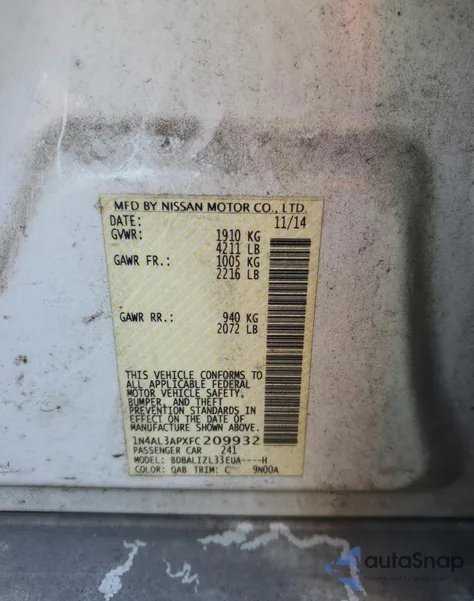 MFD BY NISSAN MOTOR CO., LTD.
DATE: 11/14
GVWR: 1910 KG
4211 LB
GAWR FR.: 1005 KG
2216 LB
GAWR RR.: 940 KG
2072 LB
THIS VEHICLE CONFORMS TO
ALL APPLICABLE FEDERAL
MOTOR VEHICLE SAFETY,
BUMPER, AND THEFT
PREVENTION STANDARDS IN
EFFECT ON THE DATE OF
MANUFACTURE SHOWN ABOVE.
1N4AL3APXFC 209932
PASSENGER CAR 241
MODEL: BDBALIZL33EUA----H
COLOR: QAB TRIM: C 9N00A
autoSnap